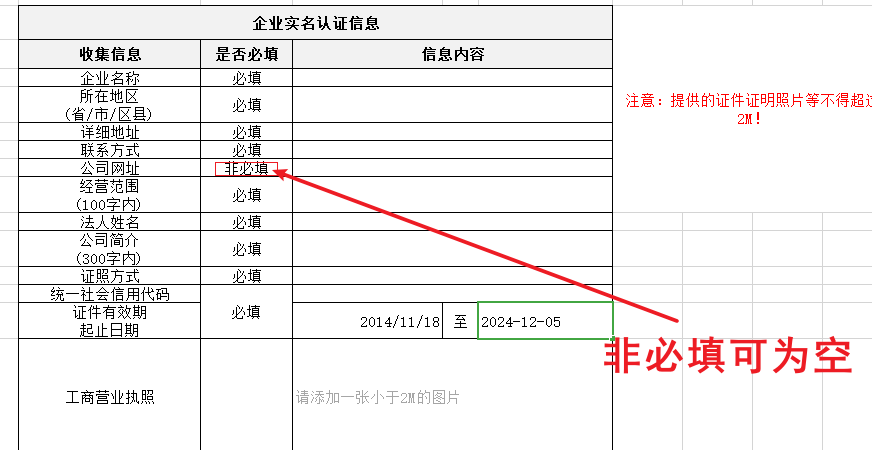 企业实名认证信息
收集信息 是否必填 信息内容
企业名称 必填
所在地区
(省/市/区县) 必填
详细地址 必填
联系方式 必填
公司网址 非必填
经营范围
(100字内) 必填
法人姓名 必填
公司简介
(300字内) 必填
证照方式 必填
统一社会信用代码
证件有效期
起止日期 必填 2014/11/18 至 2024-12-05
工商营业执照 请添加一张小于2M的图片
注意：提供的证件证明照片等不得超过
2M！
非必填可为空